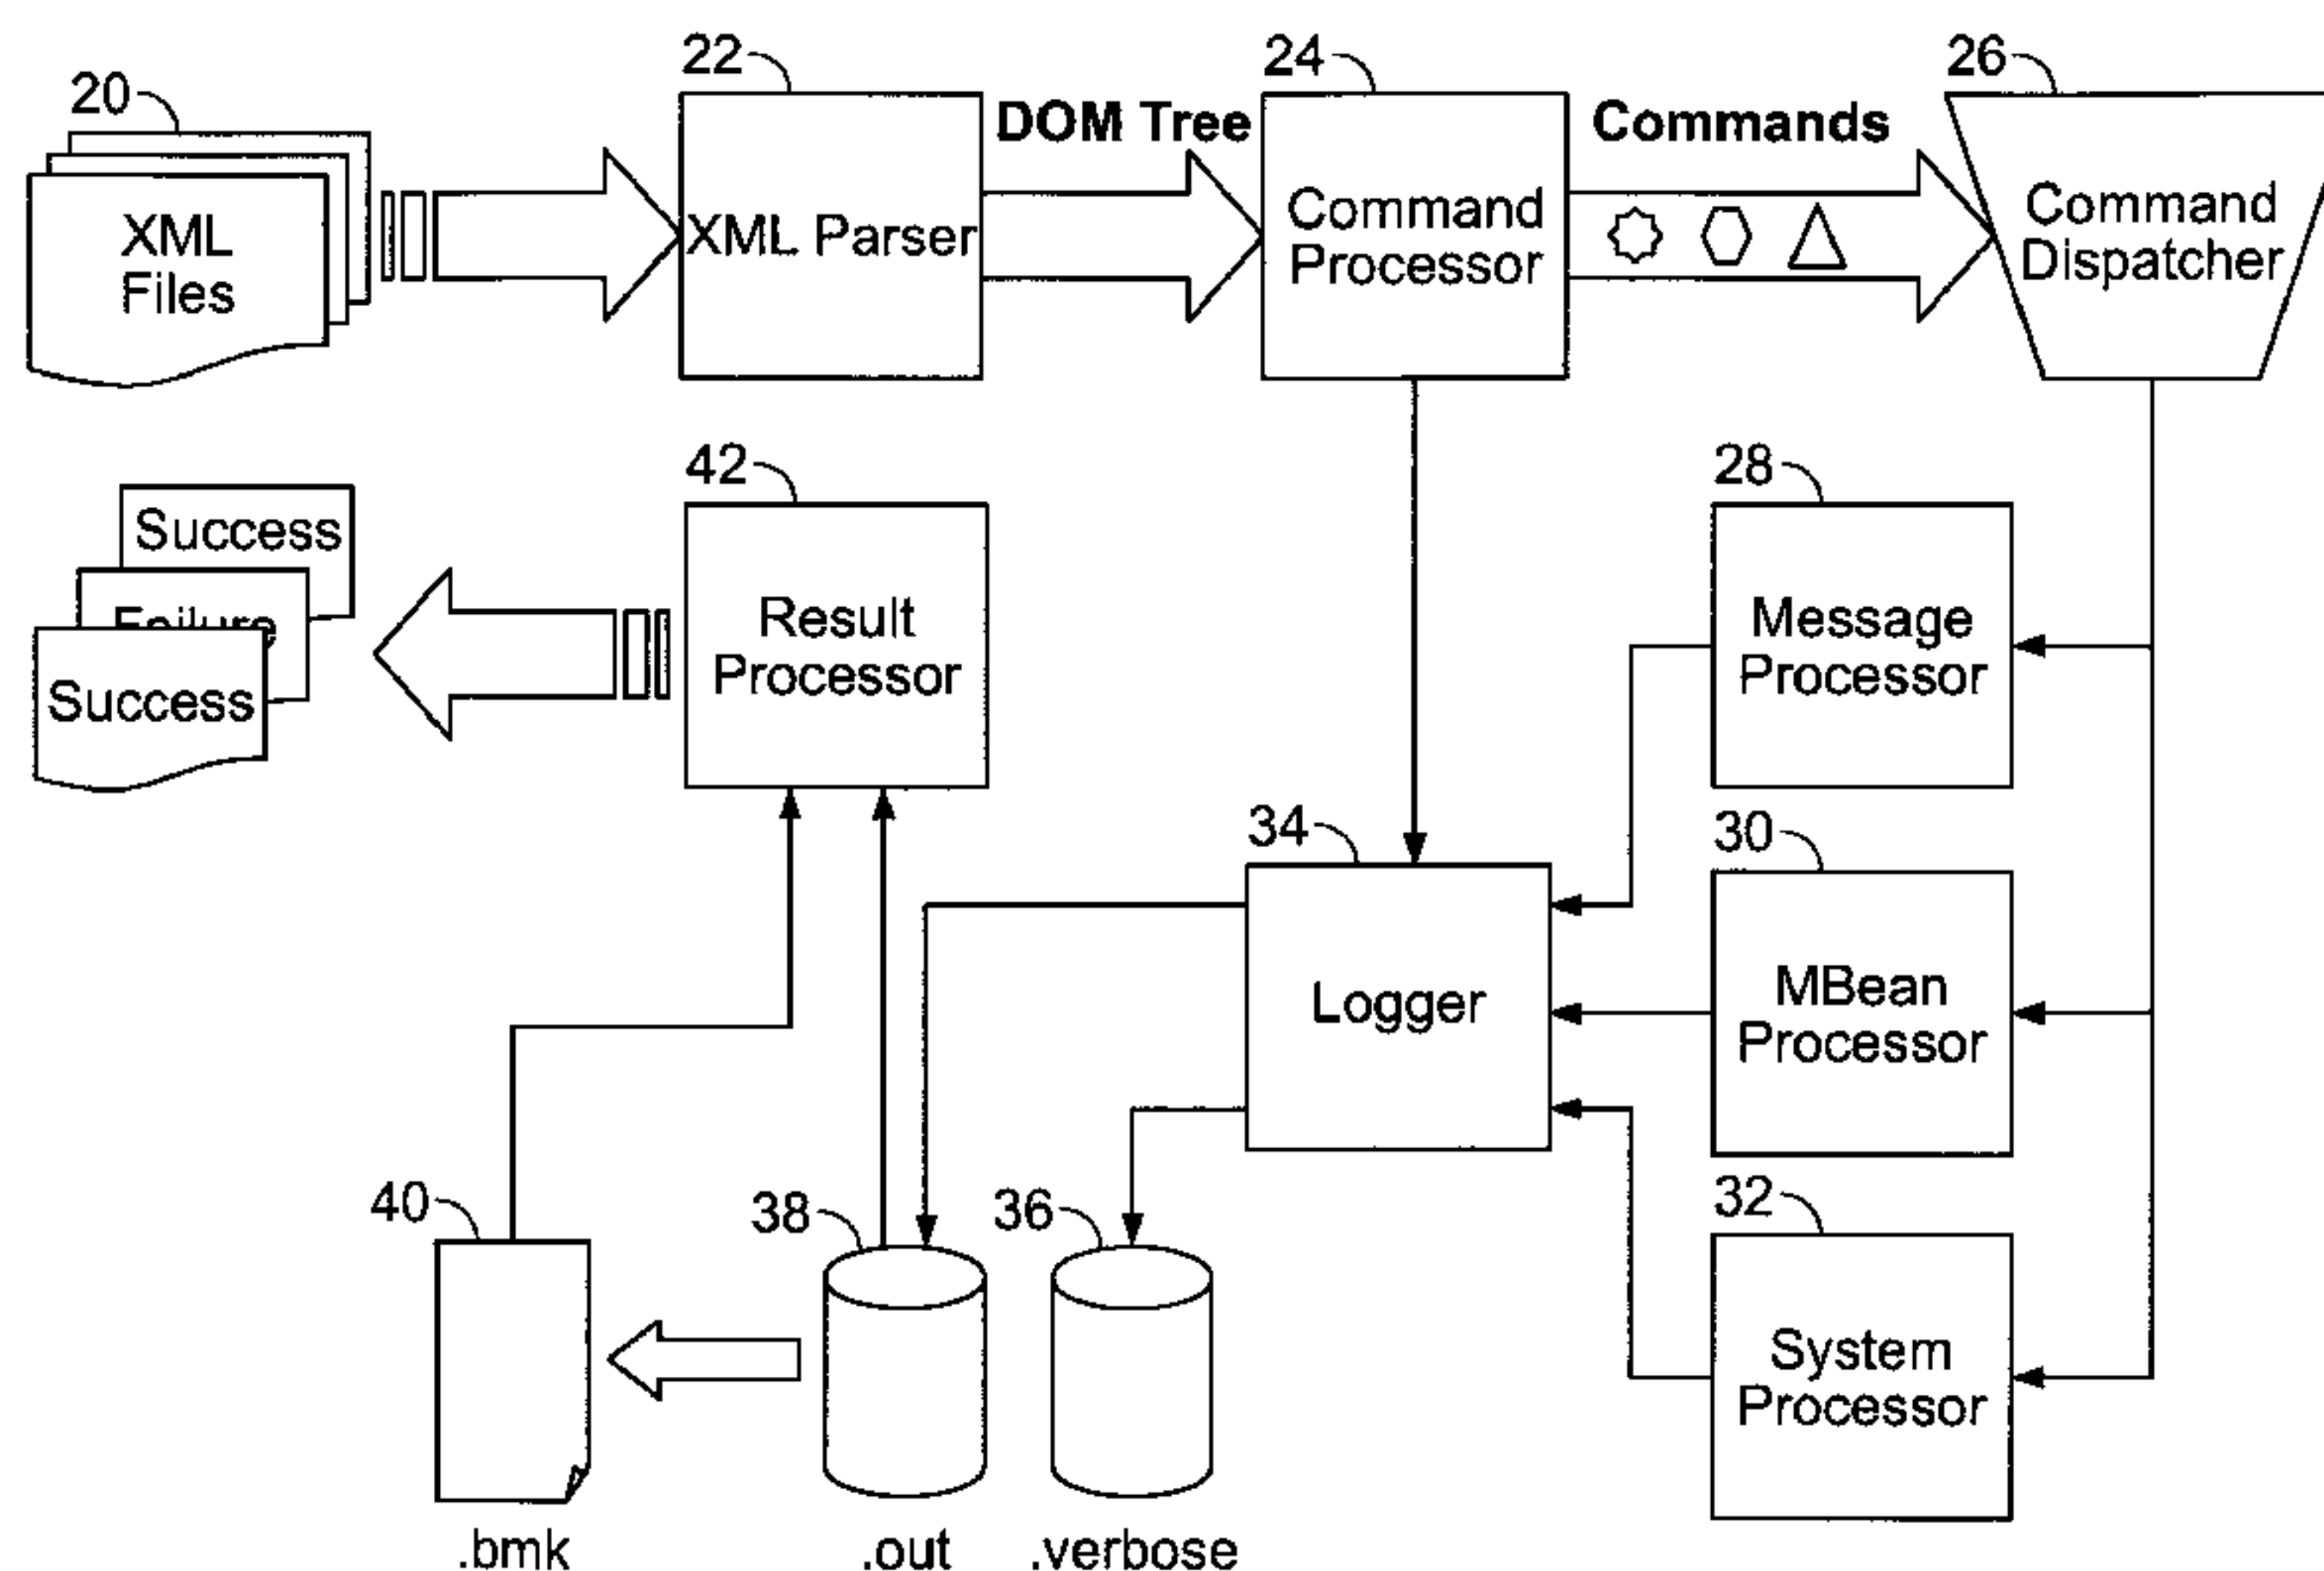 20
22
24
26
DOM Tree
Commands
XML
Files
XML Parser
Command
Processor
Command
Dispatcher
42
28
Success
Failure
Success
Result
Processor
Message
Processor
34
30
Logger
MBean
Processor
40
38
36
32
System
Processor
.bmk
.out
.verbose